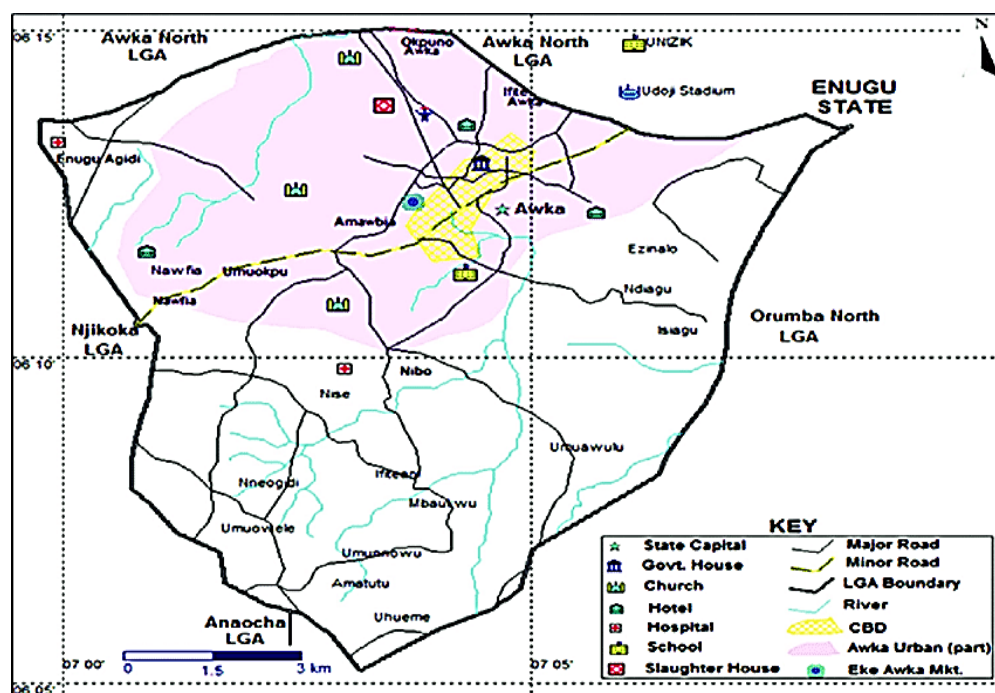 N
06 15
Awka North
LGA
Okpuno
Awka
Awka North
LGA
UNIZIK
Udoji Stadium
ENUGU
STATE
Ifite
Awka
Enugu Agidi
Amawbia
Awka
Ezinalo
Nawfia
Umuokpu
Nawfia
Ndiagu
Isiagu
Orumba North
LGA
Njikoka
LGA
06 10
Nibo
Nise
Umuawulu
Nneogidi
Mbaukwu
Umuowlele
Umuonowu
Amatutu
Uhueme
Anaocha
LGA
07 00
07 05
06 05
0
1.5
3 km
KEY
State Capital
Govt. House
Church
Hotel
Hospital
School
Slaughter House
Major Road
Minor Road
LGA Boundary
River
CBD
Awka Urban (part)
Eke Awka Mkt.